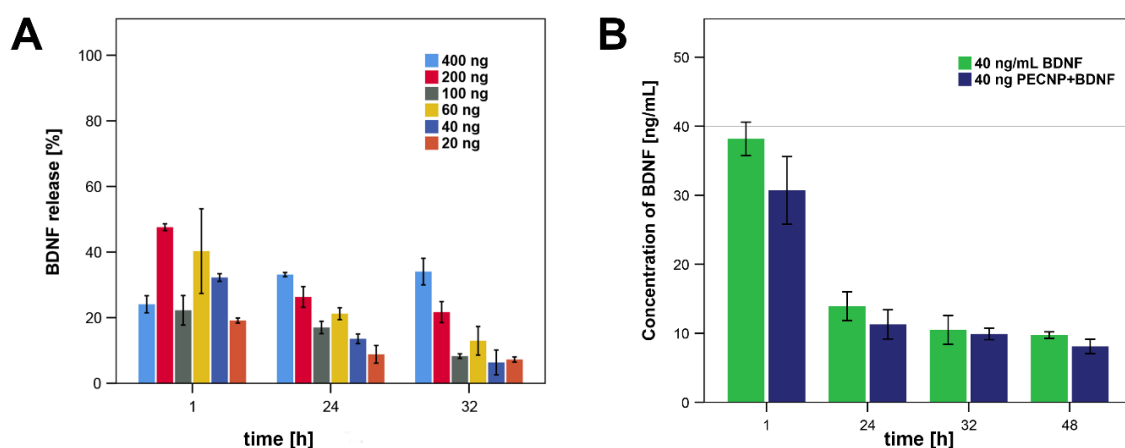 A
BDNF release [%]
100
80
60
40
20
0
400 ng
200 ng
100 ng
60 ng
40 ng
20 ng
1
24
32
time [h]
B
Concentration of BDNF [ng/mL]
50
40
30
20
10
0
40 ng/mL BDNF
40 ng PECNP+BDNF
1
24
32
48
time [h]